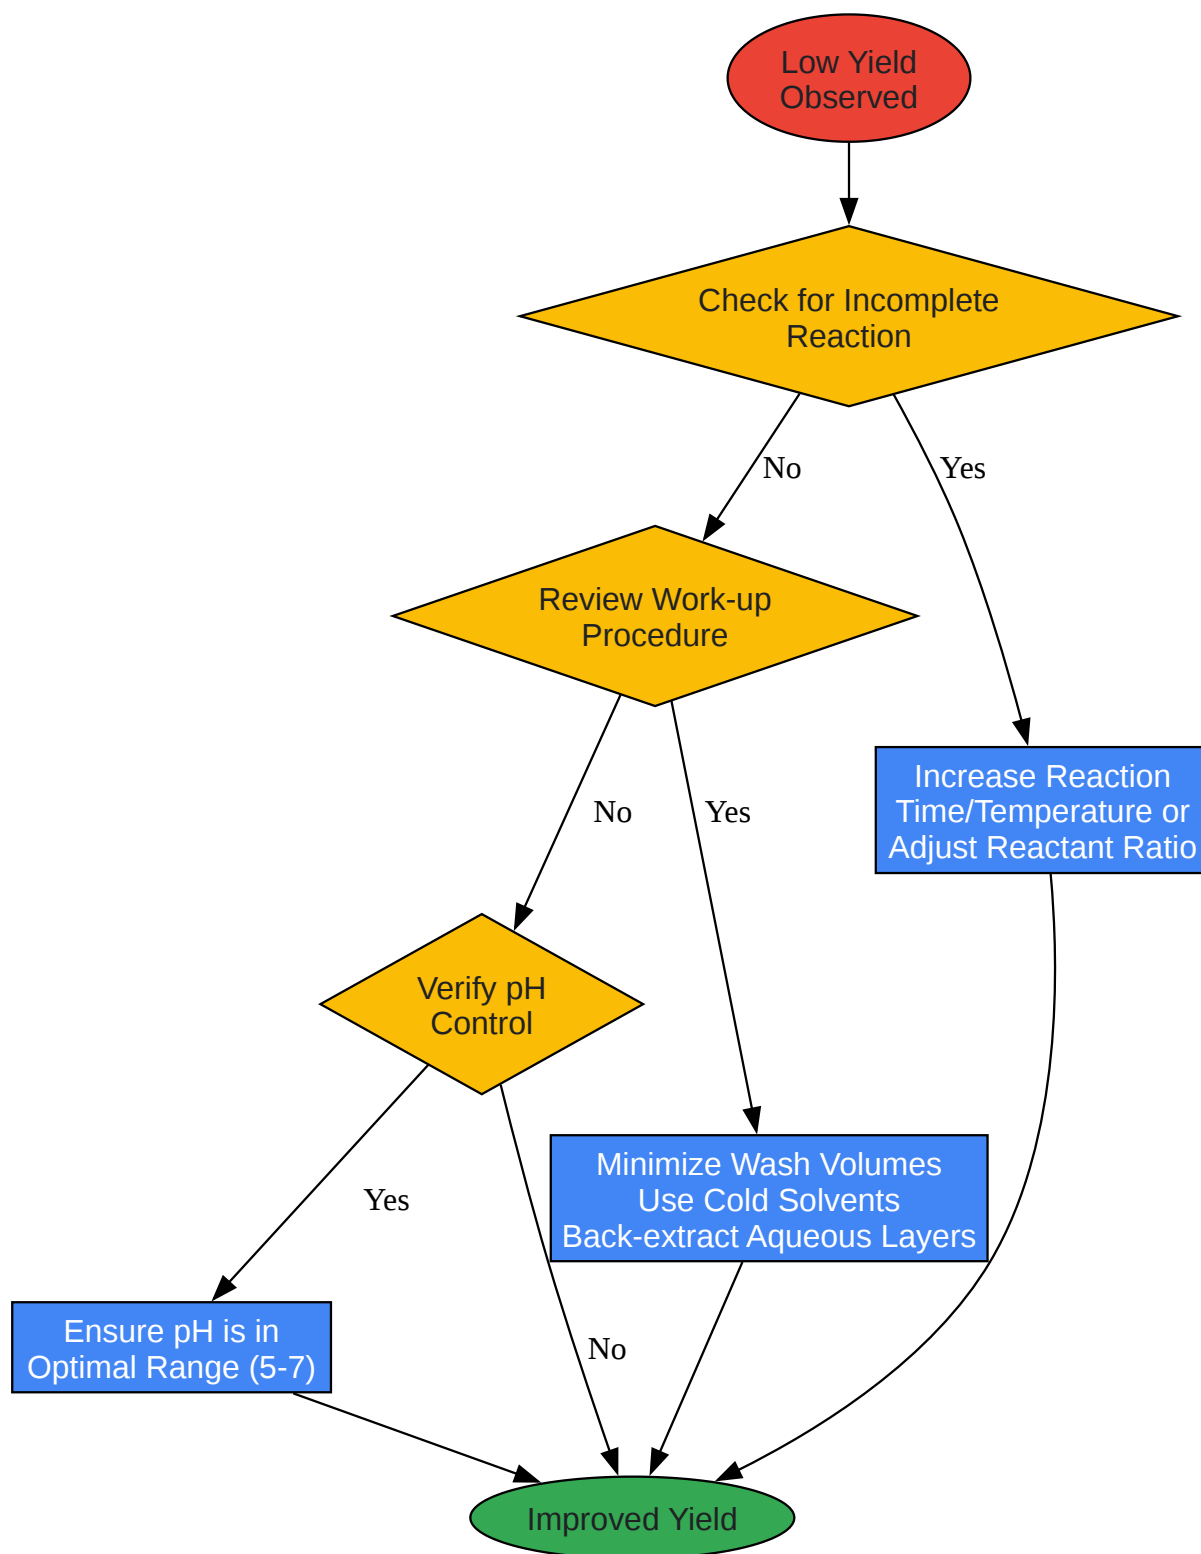 Low Yield
Observed
Check for Incomplete
Reaction
No
Yes
Review Work-up
Procedure
Increase Reaction
Time/Temperature or
Adjust Reactant Ratio
No
Yes
Verify pH
Control
Minimize Wash Volumes
Use Cold Solvents
Back-extract Aqueous Layers
Yes
Ensure pH is in
Optimal Range (5-7)
No
Improved Yield